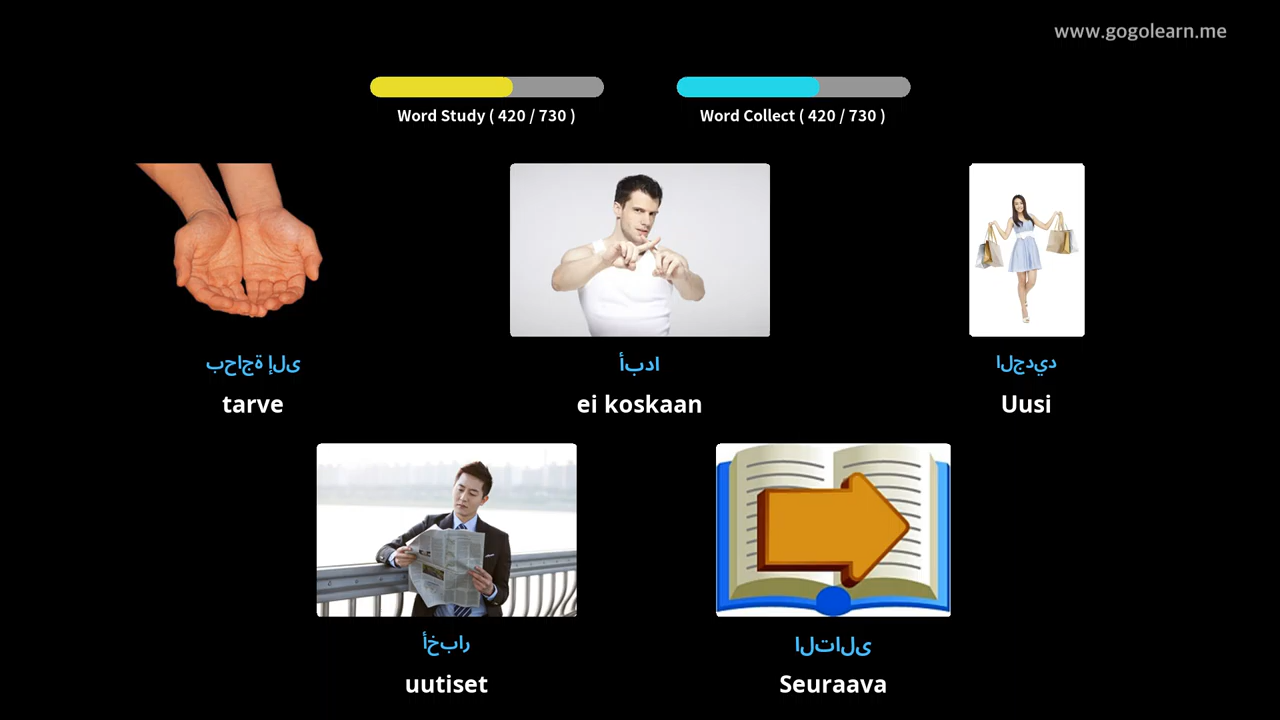 www.gogolearn.me
Word Study ( 420 / 730 )
Word Collect ( 420 / 730 )
بحاجة إلى
tarve
أبدا
ei koskaan
الجديد
Uusi
أخبار
uutiset
التالى
Seuraava